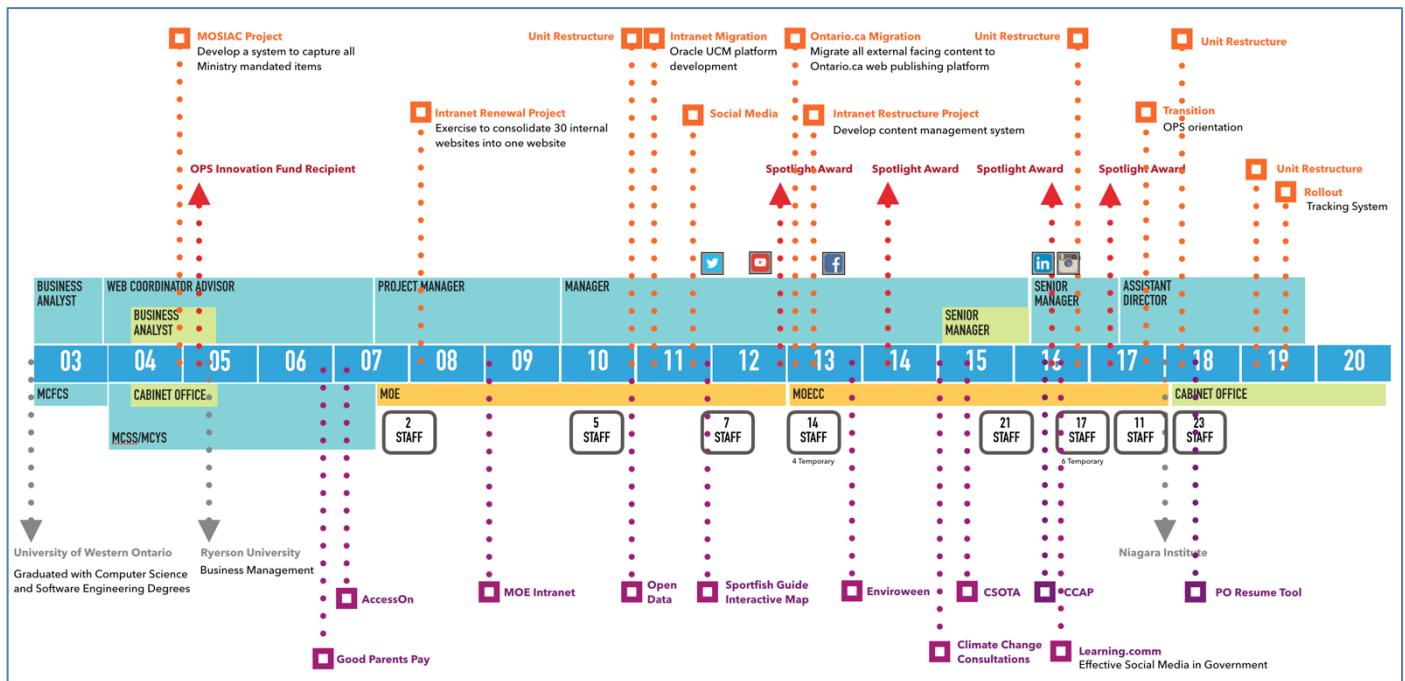 MOSIAC Project
Develop a system to capture all
Ministry mandated items
Unit Restructure
Intranet Migration
Oracle UCM platform
development
Ontario.ca Migration
Migrate all external facing content to
Ontario.ca web publishing platform
Unit Restructure
Unit Restructure
Intranet Renewal Project
Exercise to consolidate 30 internal
websites into one website
Social Media
Intranet Restructure Project
Develop content management system
Transition
OPS orientation
OPS Innovation Fund Recipient
Spotlight Award
Spotlight Award
Spotlight Award
Spotlight Award
Unit Restructure
Rollout
Tracking System
BUSINESS
ANALYST
WEB COORDINATOR ADVISOR
BUSINESS
ANALYST
PROJECT MANAGER
MANAGER
SENIOR
MANAGER
SENIOR
MANAGER
ASSISTANT
DIRECTOR
03 04 05 06 07 08 09 10 11 12 13 14 15 16 17 18 19 20
MCFCS
CABINET OFFICE
MCSS/MCYS
MOE
MOECC
CABINET OFFICE
2
STAFF
5
STAFF
7
STAFF
14
STAFF
4 Temporary
21
STAFF
17
STAFF
6 Temporary
11
STAFF
23
STAFF
University of Western Ontario
Graduated with Computer Science
and Software Engineering Degrees
Ryerson University
Business Management
Niagara Institute
AccessOn
MOE Intranet
Open
Data
Sportfish Guide
Interactive Map
Enviroween
CSOTA
CCAP
PO Resume Tool
Good Parents Pay
Climate Change
Consultations
Learning.comm
Effective Social Media in Government